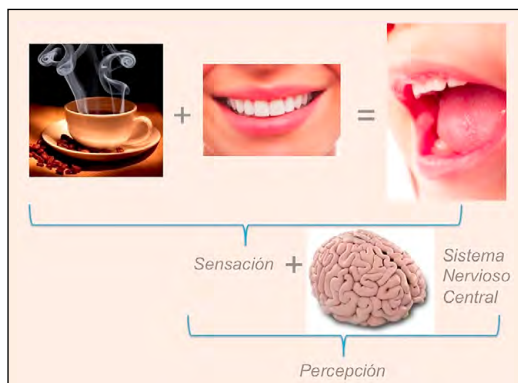 +
=
Sensación +
Sistema
Nervioso
Central
Percepción